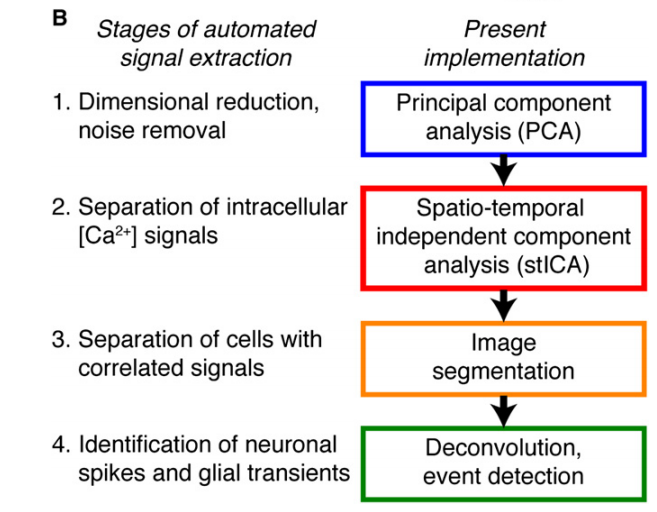 B
Stages of automated
signal extraction
Present
implementation
1. Dimensional reduction,
noise removal
Principal component
analysis (PCA)
2. Separation of intracellular
[Ca²⁺] signals
Spatio-temporal
independent component
analysis (stICA)
3. Separation of cells with
correlated signals
Image
segmentation
4. Identification of neuronal
spikes and glial transients
Deconvolution,
event detection